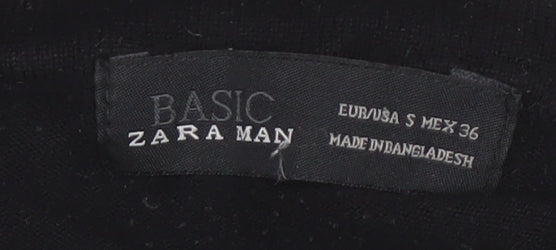 BASIC
ZARA MAN
EUR/USA S MEX 36
MADE IN BANGLADESH